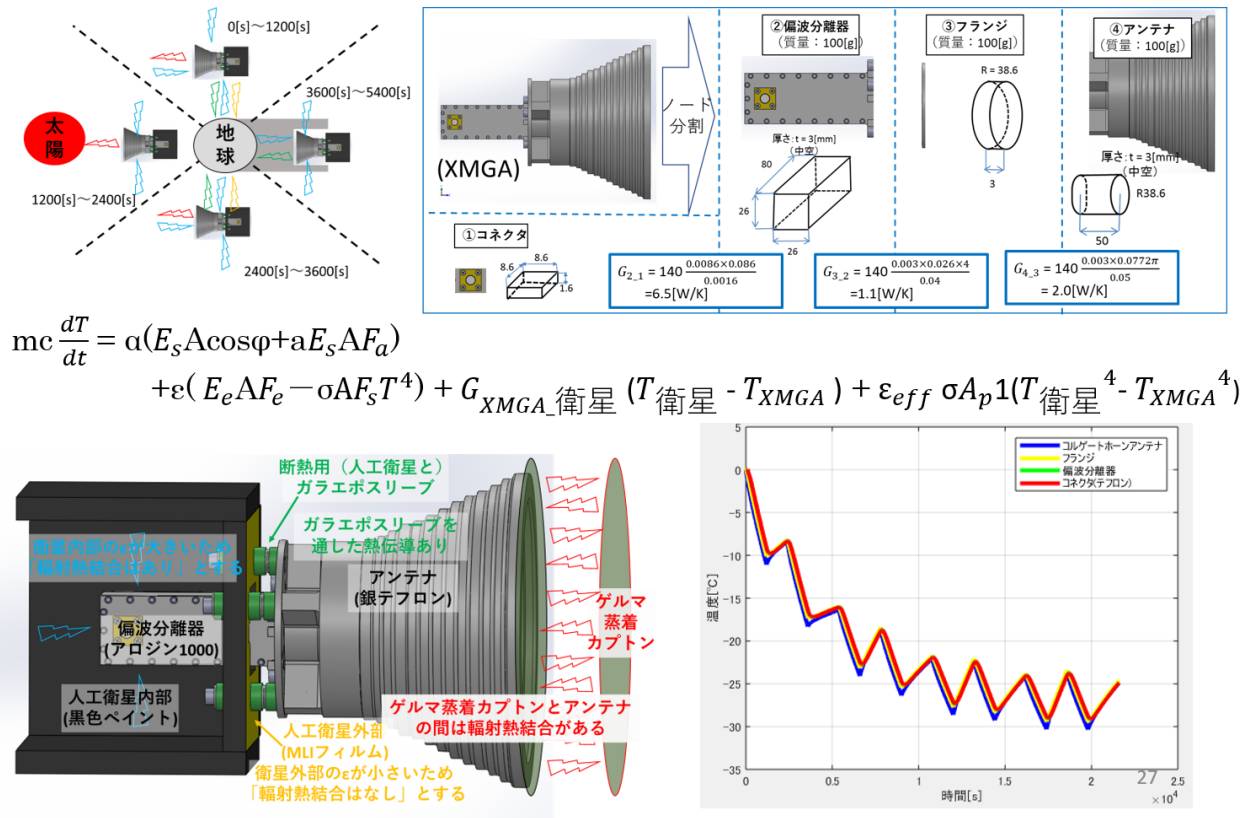 0[s]～1200[s]
3600[s]～5400[s]
太陽
地球
1200[s]～2400[s]
2400[s]～3600[s]
(XMGA)
ノード
分割
①コネクタ
8.6
8.6
1.6
②偏波分離器
（質量：100[g]）
厚さ：t = 3[mm]
（中空）
80
26
26
③フランジ
（質量：100[g]）
R = 38.6
3
④アンテナ
（質量：100[g]）
厚さ：t = 3[mm]
（中空）
R38.6
50
G2_1 = 140 0.0086×0.086/0.0016
=6.5[W/K]
G3_2 = 140 0.003×0.026×4/0.04
= 1.1[W/K]
G4_3 = 140 0.003×0.0772π/0.05
= 2.0[W/K]
mc dT/dt = α(EsAcosφ+aEsAFa)
+ε( EeAFe－σAFsT⁴) + GXMGA_衛星 (T衛星 - TXMGA ) + εeff σAp1(T衛星⁴- TXMGA⁴)
断熱用（人工衛星と）
ガラエポスリーブ
ガラエポスリーブを
通した熱伝導あり
衛星内部のεが大きいため
「輻射熱結合はあり」とする
アンテナ
(銀テフロン)
ゲルマ
蒸着
カプトン
偏波分離器
(アロジン1000)
人工衛星内部
(黒色ペイント)
ゲルマ蒸着カプトンとアンテナ
の間は輻射熱結合がある
人工衛星外部
(MLIフィルム)
衛星外部のεが小さいため
「輻射熱結合はなし」とする
コルゲートホーンアンテナ
フランジ
偏波分離器
コネクタ(テフロン)
温度[℃]
5
0
-5
-10
-15
-20
-25
-30
-35
0
0.5
1
1.5
2
2.5
×10⁴
時間[s]
27